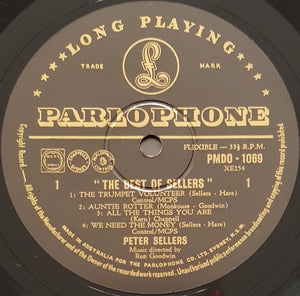 LONG PLAYING
TRADE MARK
£
PARLOPHONE
FLEXIBLE — 33⅓ R.P.M.
PMDO - 1069
XE254
1 1
"THE BEST OF SELLERS"
1: THE TRUMPET VOLUNTEER (Sellers - Hare)
Control/MCPS
2: AUNTIE ROTTER (Monkouse - Goodwin)
3: ALL THE THINGS YOU ARE
(Kern) Chappell
4: WE NEED THE MONEY (Sellers - Hare)
Control/MCPS
PETER SELLERS
Music directed by
Ron Goodwin
MADE IN AUSTRALIA FOR THE PARLOPHONE CO. LTD. SYDNEY, N.S.W.